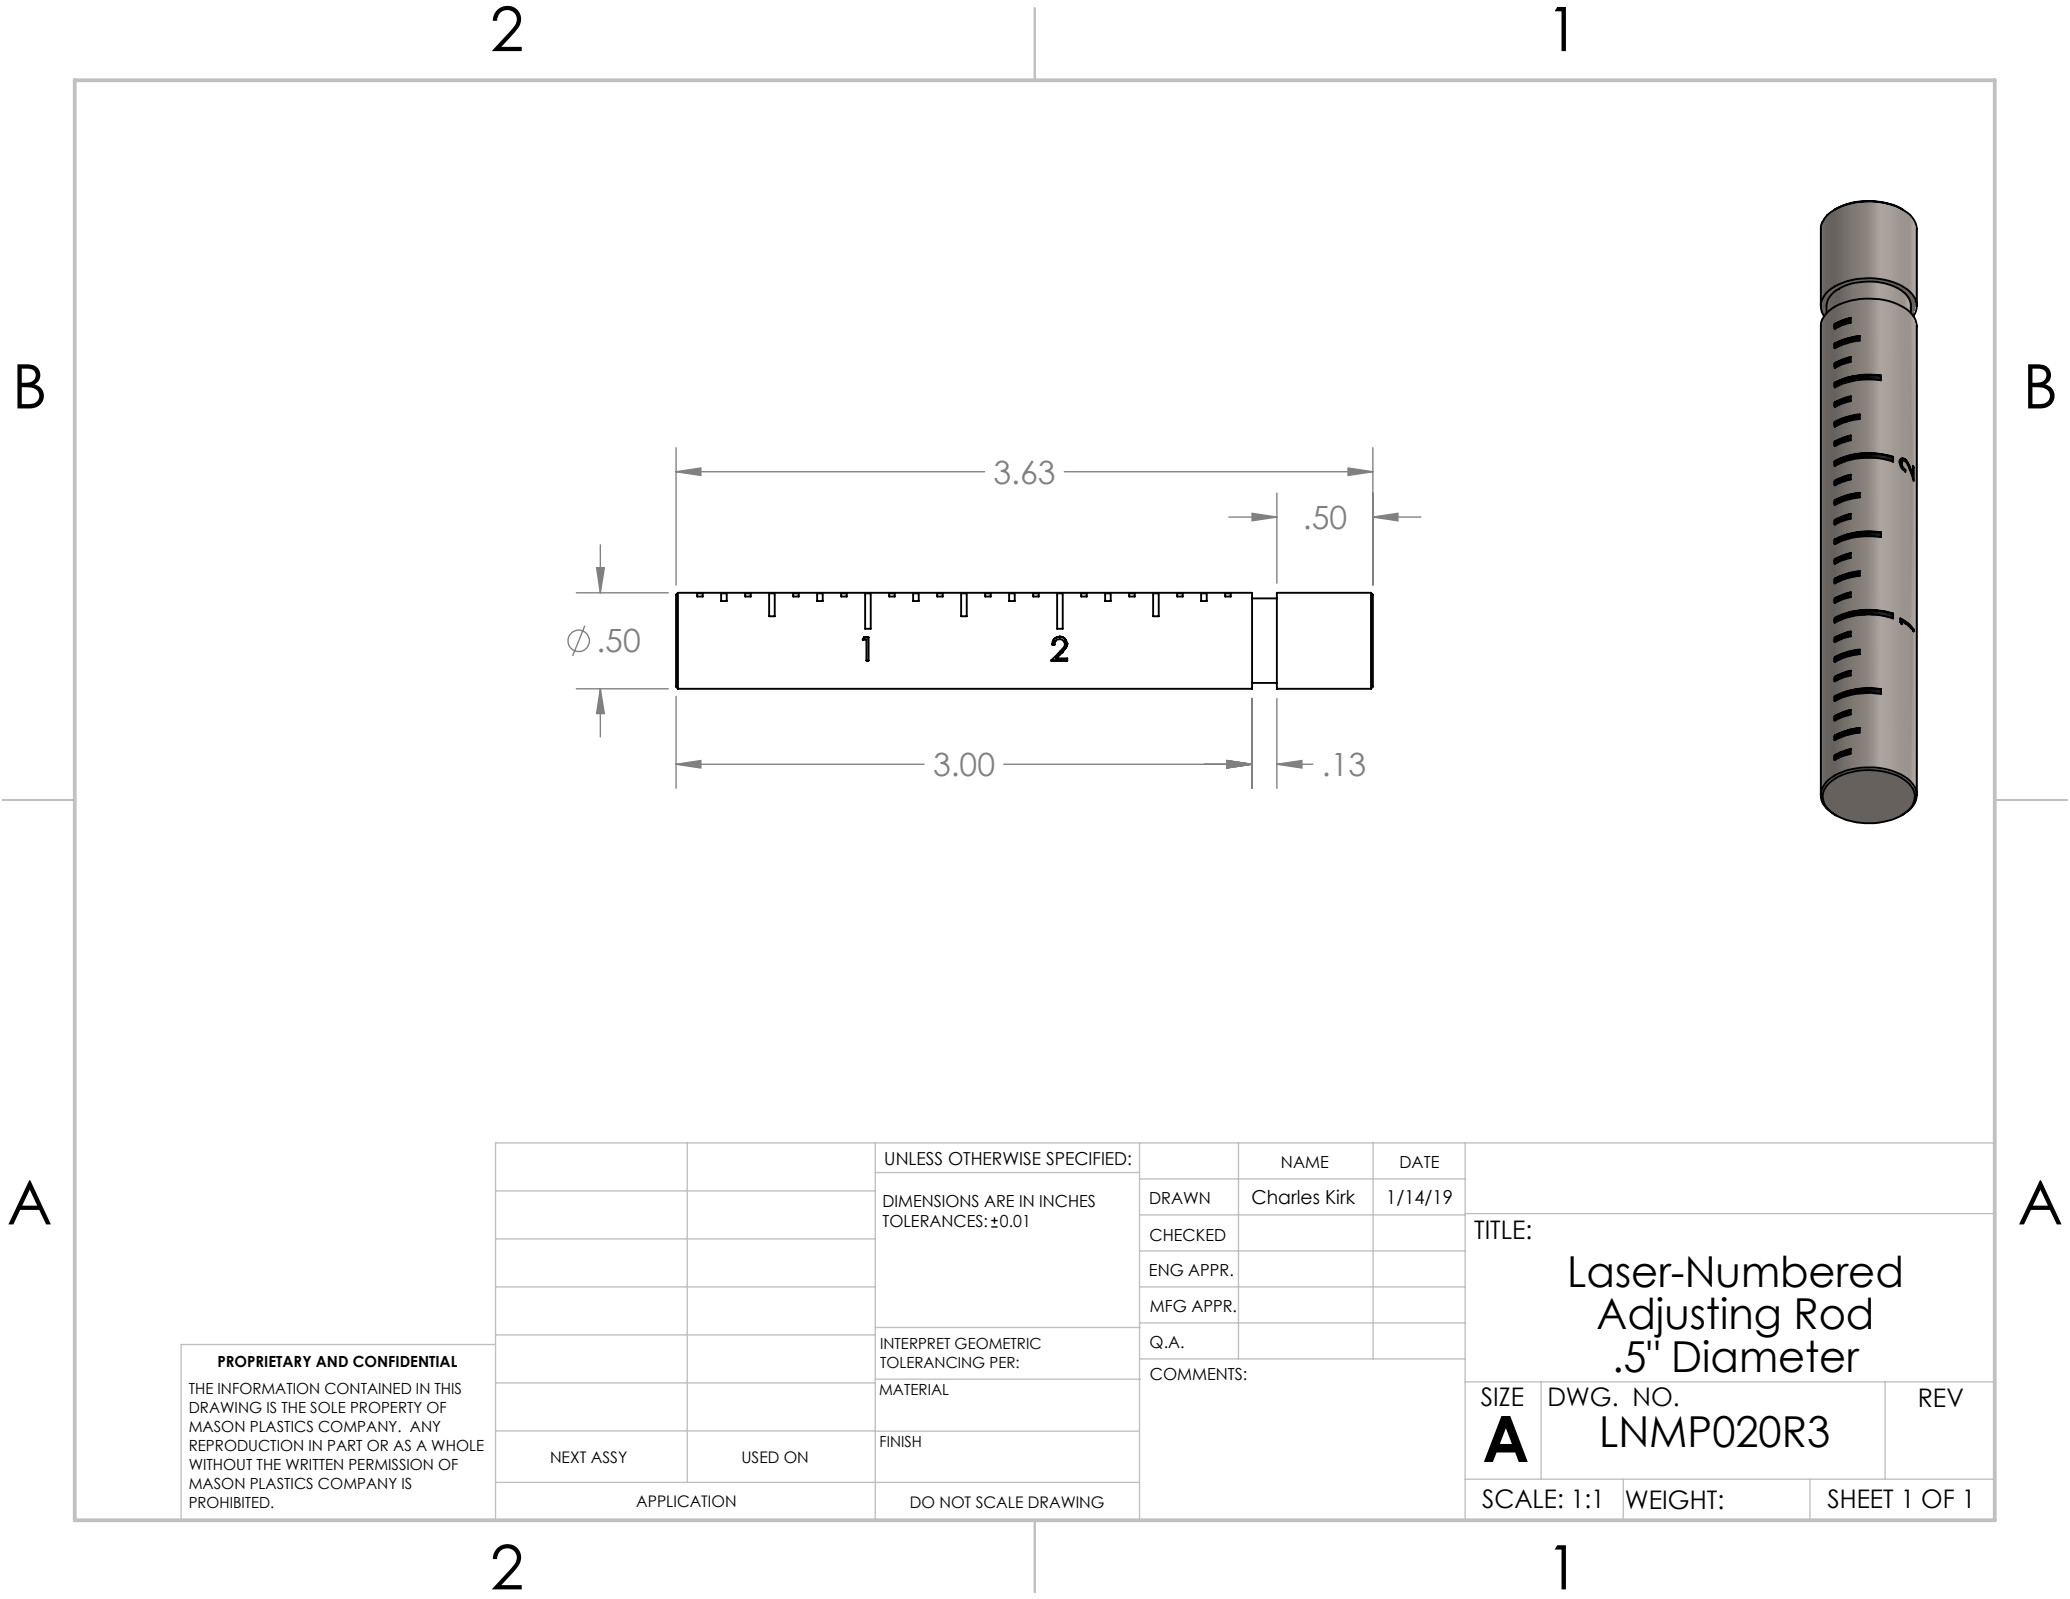 2
1
B
B
3.63
.50
∅.50
1
2
3.00
.13
2
1
A
A
UNLESS OTHERWISE SPECIFIED:
DIMENSIONS ARE IN INCHES
TOLERANCES: ±0.01
INTERPRET GEOMETRIC
TOLERANCING PER:
MATERIAL
FINISH
DO NOT SCALE DRAWING
NEXT ASSY
USED ON
APPLICATION
NAME
DATE
DRAWN
Charles Kirk
1/14/19
CHECKED
ENG APPR.
MFG APPR.
Q.A.
COMMENTS:
TITLE:
Laser-Numbered
Adjusting Rod
.5" Diameter
SIZE
A
DWG. NO.
LNMP020R3
REV
SCALE: 1:1
WEIGHT:
SHEET 1 OF 1
PROPRIETARY AND CONFIDENTIAL
THE INFORMATION CONTAINED IN THIS
DRAWING IS THE SOLE PROPERTY OF
MASON PLASTICS COMPANY. ANY
REPRODUCTION IN PART OR AS A WHOLE
WITHOUT THE WRITTEN PERMISSION OF
MASON PLASTICS COMPANY IS
PROHIBITED.
2
1